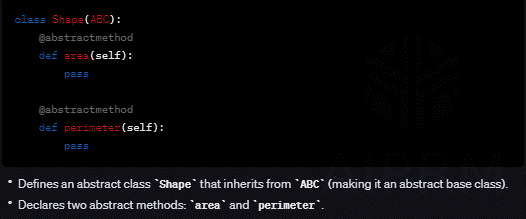 class Shape(ABC):
    @abstractmethod
    def area(self):
        pass

    @abstractmethod
    def perimeter(self):
        pass
• Defines an abstract class `Shape` that inherits from `ABC` (making it an abstract base class).
• Declares two abstract methods: `area` and `perimeter`.
AIPRM